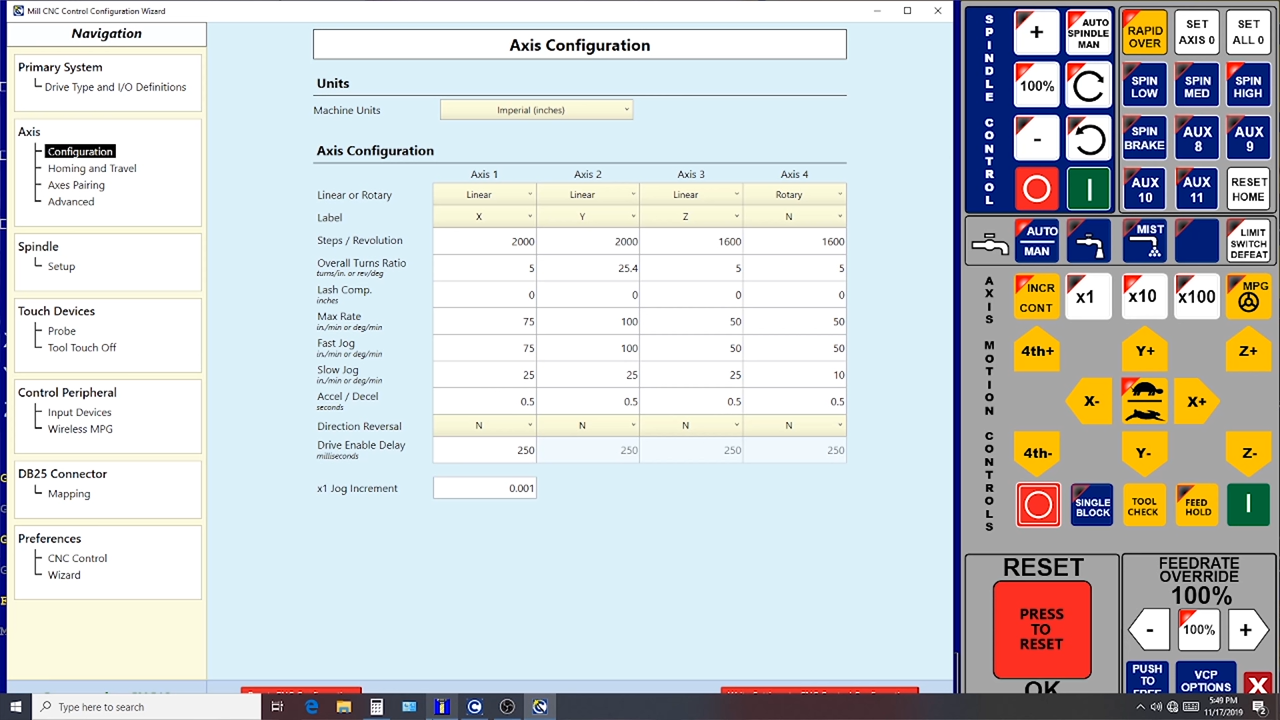 Mill CNC Control Configuration Wizard
Navigation
Primary System
Drive Type and I/O Definitions
Axis
Configuration
Homing and Travel
Axes Pairing
Advanced
Spindle
Setup
Touch Devices
Probe
Tool Touch Off
Control Peripheral
Input Devices
Wireless MPG
DB25 Connector
Mapping
Preferences
CNC Control
Wizard
Axis Configuration
Units
Machine Units Imperial (inches)
Axis Configuration
Axis 1 Axis 2 Axis 3 Axis 4
Linear or Rotary Linear Linear Linear Rotary
Label X Y Z N
Steps / Revolution 2000 2000 1600 1600
Overall Turns Ratio 5 25.4 5 5
turns/in. or rev/deg
Lash Comp. 0 0 0 0
inches
Max Rate 75 100 50 50
in./min or deg/min
Fast Jog 75 100 50 50
in./min or deg/min
Slow Jog 25 25 25 10
in./min or deg/min
Accel / Decel 0.5 0.5 0.5 0.5
seconds
Direction Reversal N N N N
Drive Enable Delay 250 250 250 250
milliseconds
x1 Jog Increment 0.001
SPINDLE CONTROL
+
AUTO
SPINDLE
MAN
100%
-
RAPID
OVER
SET
AXIS 0
SET
ALL 0
SPIN
LOW
SPIN
MED
SPIN
HIGH
SPIN
BRAKE
AUX
8
AUX
9
AUX
10
AUX
11
RESET
HOME
AUTO
MAN
MIST
LIMIT
SWITCH
DEFEAT
AXIS MOTION CONTROLS
INCR
CONT
x1
x10
x100
MPG
4th+
Y+
Z+
X-
X+
4th-
Y-
Z-
SINGLE
BLOCK
TOOL
CHECK
FEED
HOLD
RESET
PRESS
TO
RESET
OK
FEEDRATE
OVERRIDE
100%
-
100%
+
PUSH
TO
FREE
VCP
OPTIONS
X
Type here to search
5:49 PM
11/17/2019
2